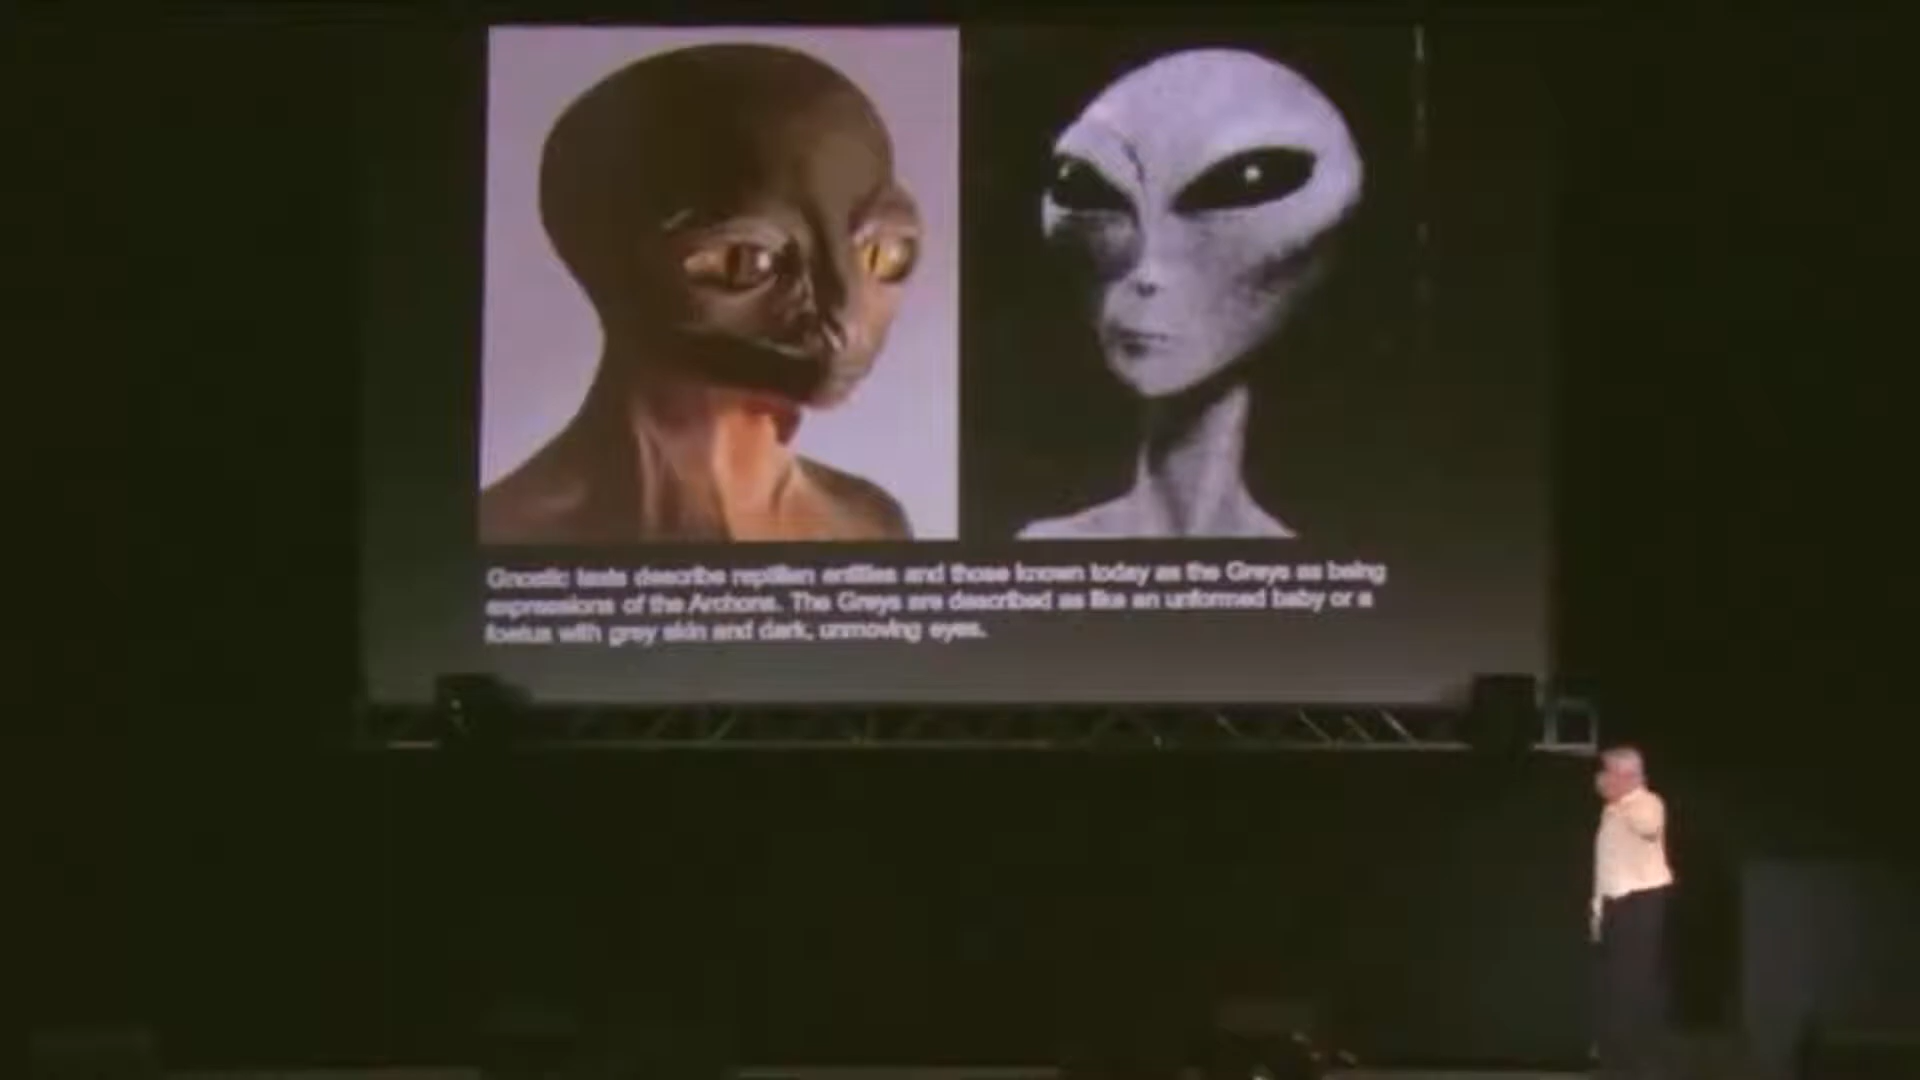 Gnostic texts describe reptilian entities and those known today as the Greys as being
expressions of the Archons. The Greys are described as like an unformed baby or a
foetus with grey skin and dark, unmoving eyes.